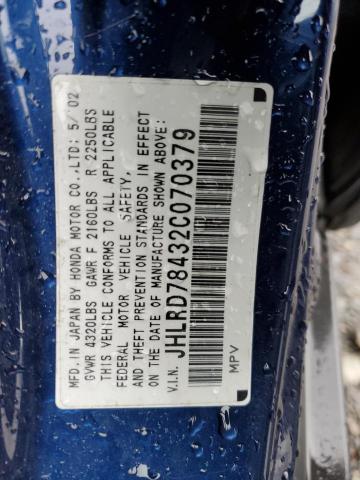 MFD. IN JAPAN BY HONDA MOTOR CO., LTD: 5/02
GVWR 4320LBS GAWR F 2160LBS R 2250LBS
THIS VEHICLE CONFORMS TO ALL APPLICABLE
FEDERAL MOTOR VEHICLE SAFETY,
AND THEFT PREVENTION STANDARDS IN EFFECT
ON THE DATE OF MANUFACTURE SHOWN ABOVE:
V.I.N. JHLRD78432C070379
MPV